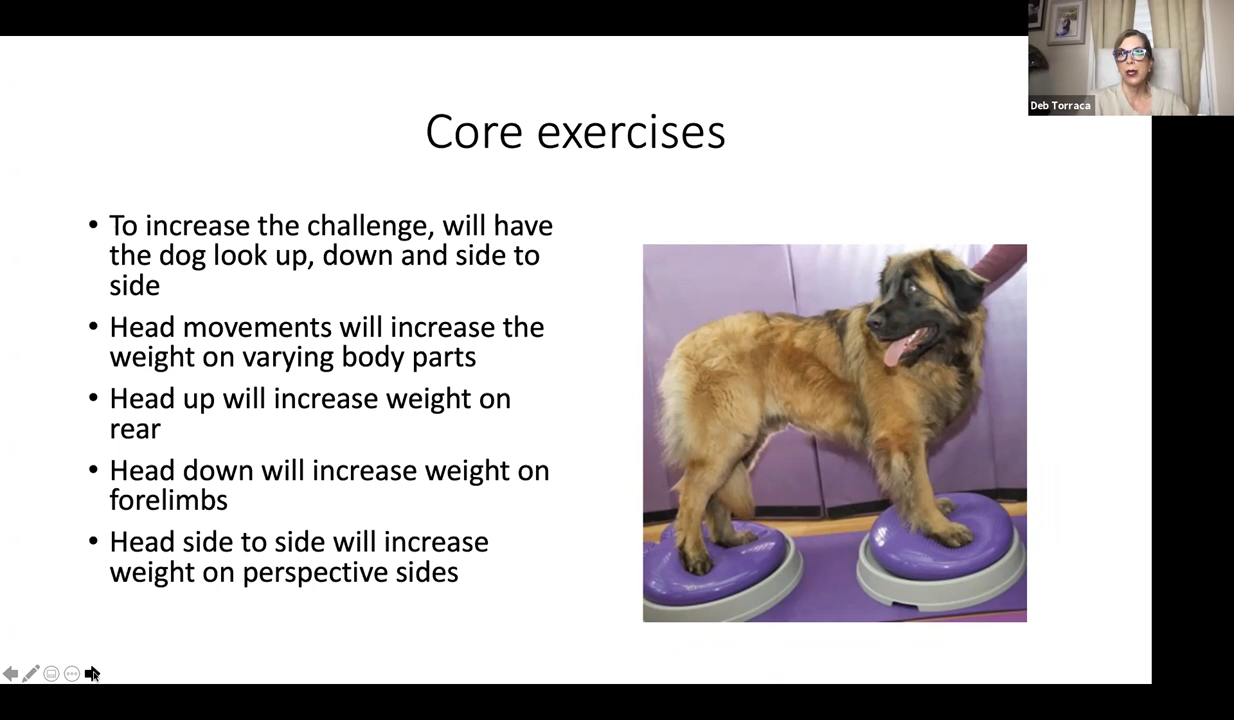 Deb Torraca
Core exercises
• To increase the challenge, will have
the dog look up, down and side to
side
• Head movements will increase the
weight on varying body parts
• Head up will increase weight on
rear
• Head down will increase weight on
forelimbs
• Head side to side will increase
weight on perspective sides